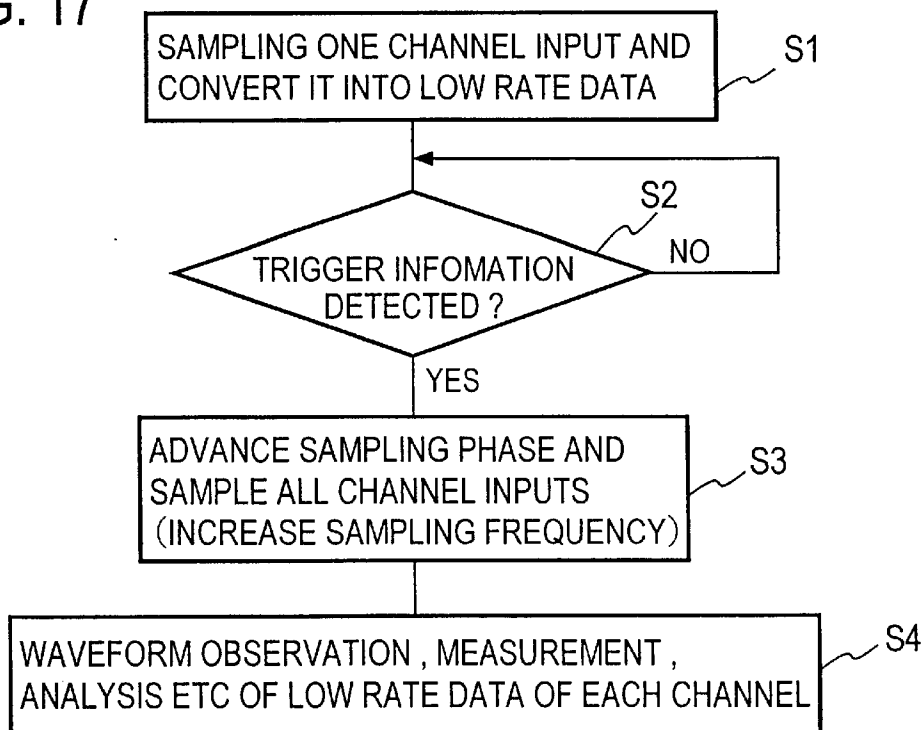 G. 17
SAMPLING ONE CHANNEL INPUT AND
CONVERT IT INTO LOW RATE DATA
S1
S2
NO
TRIGGER INFOMATION
DETECTED ?
YES
ADVANCE SAMPLING PHASE AND
SAMPLE ALL CHANNEL INPUTS
(INCREASE SAMPLING FREQUENCY)
S3
WAVEFORM OBSERVATION , MEASUREMENT ,
ANALYSIS ETC OF LOW RATE DATA OF EACH CHANNEL
S4